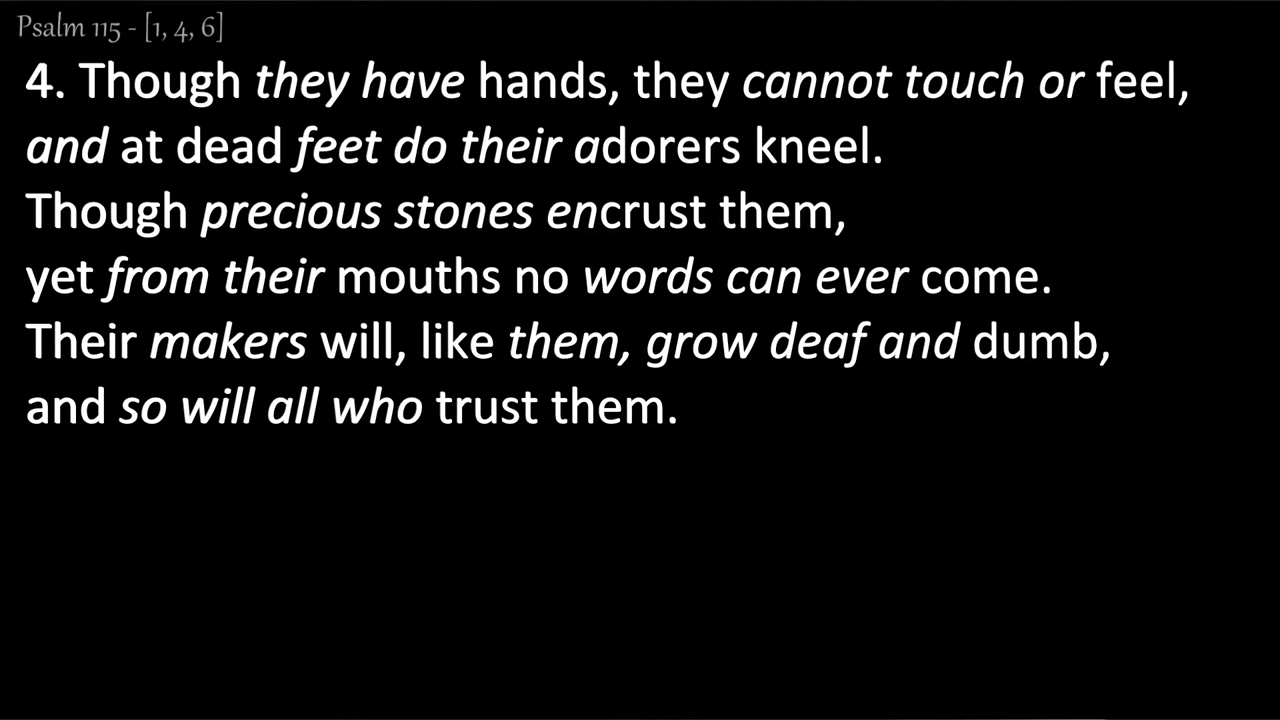 Psalm 115 - [1, 4, 6]
4. Though they have hands, they cannot touch or feel,
and at dead feet do their adorers kneel.
Though precious stones encrust them,
yet from their mouths no words can ever come.
Their makers will, like them, grow deaf and dumb,
and so will all who trust them.